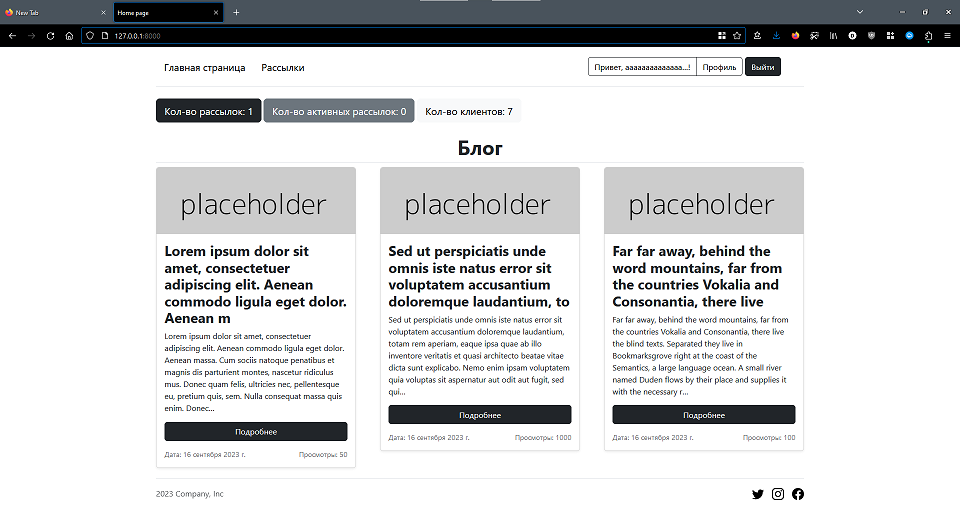 New Tab
Home page
127.0.0.1:8000
Главная страница
Рассылки
Привет, aaaaaaaaaaaaaa...!
Профиль
Выйти
Кол-во рассылок: 1
Кол-во активных рассылок: 0
Кол-во клиентов: 7
Блог
placeholder
Lorem ipsum dolor sit
amet, consectetuer
adipiscing elit. Aenean
commodo ligula eget dolor.
Aenean m
Lorem ipsum dolor sit amet, consectetuer
adipiscing elit. Aenean commodo ligula eget dolor.
Aenean massa. Cum sociis natoque penatibus et
magnis dis parturient montes, nascetur ridiculus
mus. Donec quam felis, ultricies nec, pellentesque
eu, pretium quis, sem. Nulla consequat massa quis
enim. Donec...
Подробнее
Дата: 16 сентября 2023 г.
Просмотры: 50
placeholder
Sed ut perspiciatis unde
omnis iste natus error sit
voluptatem accusantium
doloremque laudantium, to
Sed ut perspiciatis unde omnis iste natus error sit
voluptatem accusantium doloremque laudantium,
totam rem aperiam, eaque ipsa quae ab illo
inventore veritatis et quasi architecto beatae vitae
dicta sunt explicabo. Nemo enim ipsam voluptatem
quia voluptas sit aspernatur aut odit aut fugit, sed
qui...
Подробнее
Дата: 16 сентября 2023 г.
Просмотры: 1000
placeholder
Far far away, behind the
word mountains, far from
the countries Vokalia and
Consonantia, there live
Far far away, behind the word mountains, far from
the countries Vokalia and Consonantia, there live
the blind texts. Separated they live in
Bookmarksgrove right at the coast of the
Semantics, a large language ocean. A small river
named Duden flows by their place and supplies it
with the necessary r...
Подробнее
Дата: 16 сентября 2023 г.
Просмотры: 100
2023 Company, Inc